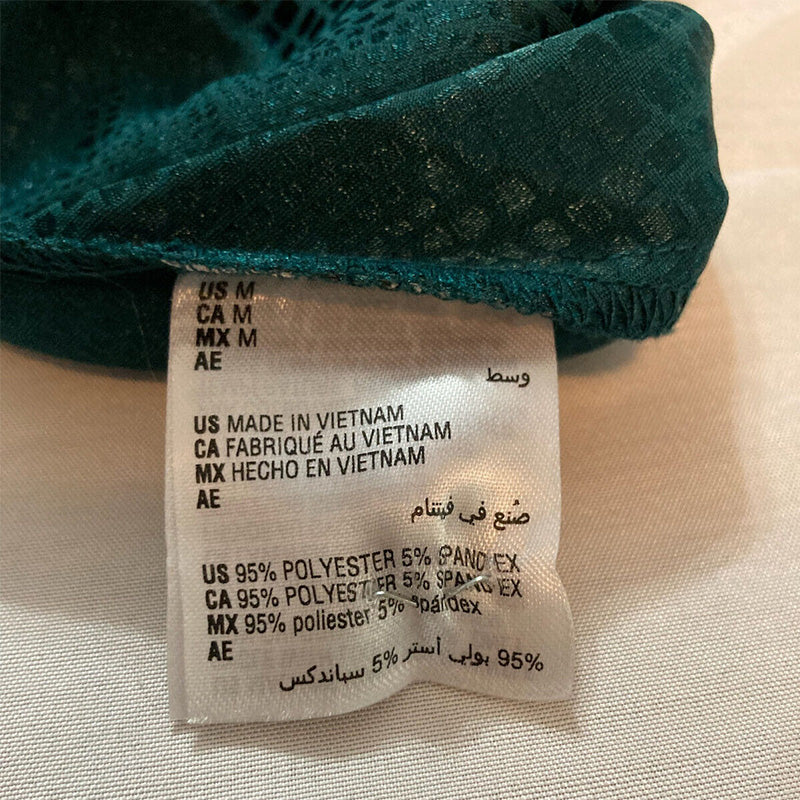 US M
CA M
MX M
AE
وسط
US MADE IN VIETNAM
CA FABRIQUÉ AU VIETNAM
MX HECHO EN VIETNAM
AE
صُنع في فيتنام
US 95% POLYESTER 5% SPANDEX
CA 95% POLYESTER 5% SPANDEX
MX 95% poliester 5% spándex
AE
95% بولي أستر 5% سباندكس